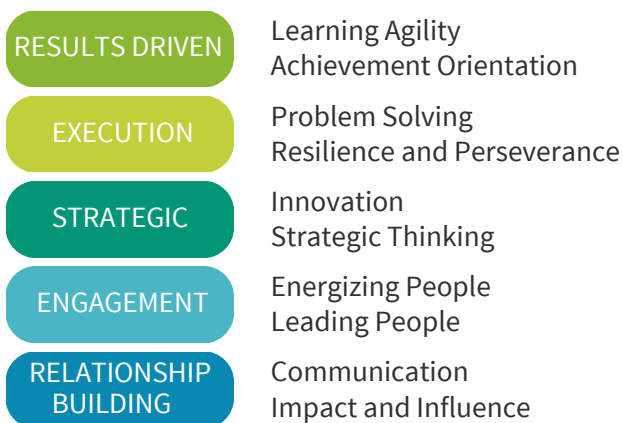 RESULTS DRIVEN
Learning Agility
Achievement Orientation
EXECUTION
Problem Solving
Resilience and Perseverance
STRATEGIC
Innovation
Strategic Thinking
ENGAGEMENT
Energizing People
Leading People
RELATIONSHIP
BUILDING
Communication
Impact and Influence